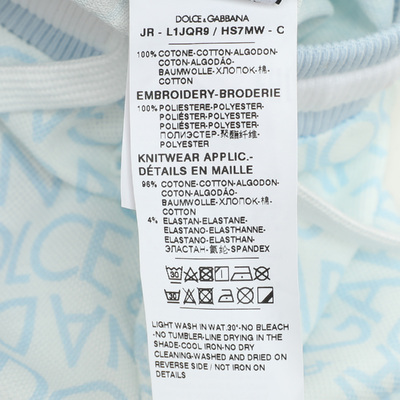 DOLCE & GABBANA
JR - L1JQR9 / HS7MW - C
100% COTONE-COTTON-ALGODON-
COTON-ALGODÃO-
BAUMWOLLE-ХЛОПОК-棉-
COTTON
EMBROIDERY-BRODERIE
100% POLIESTERE-POLYESTER-
POLYESTER-POLYESTER-
ПОЛИЭСТЕР-聚酯纤维-
POLYESTER
KNITWEAR APPLIC.-
DÉTAILS EN MAILLE
96% COTONE-COTTON-ALGODON-
COTON-ALGODÃO-
BAUMWOLLE-ХЛОПОК-棉-
COTTON
4% ELASTAN-ELASTANE-
ELASTANO-ELASTHANNE-
ELASTANO-ELASTHAN-
ЭЛАСТАН-氨纶-SPANDEX
LIGHT WASH IN WAT.30°-NO BLEACH
-NO TUMBLER-LINE DRYING IN THE
SHADE-COOL IRON-NO DRY
CLEANING-WASHED AND DRIED ON
REVERSE SIDE / NOT IRON ON
DETAILS
DOLCE